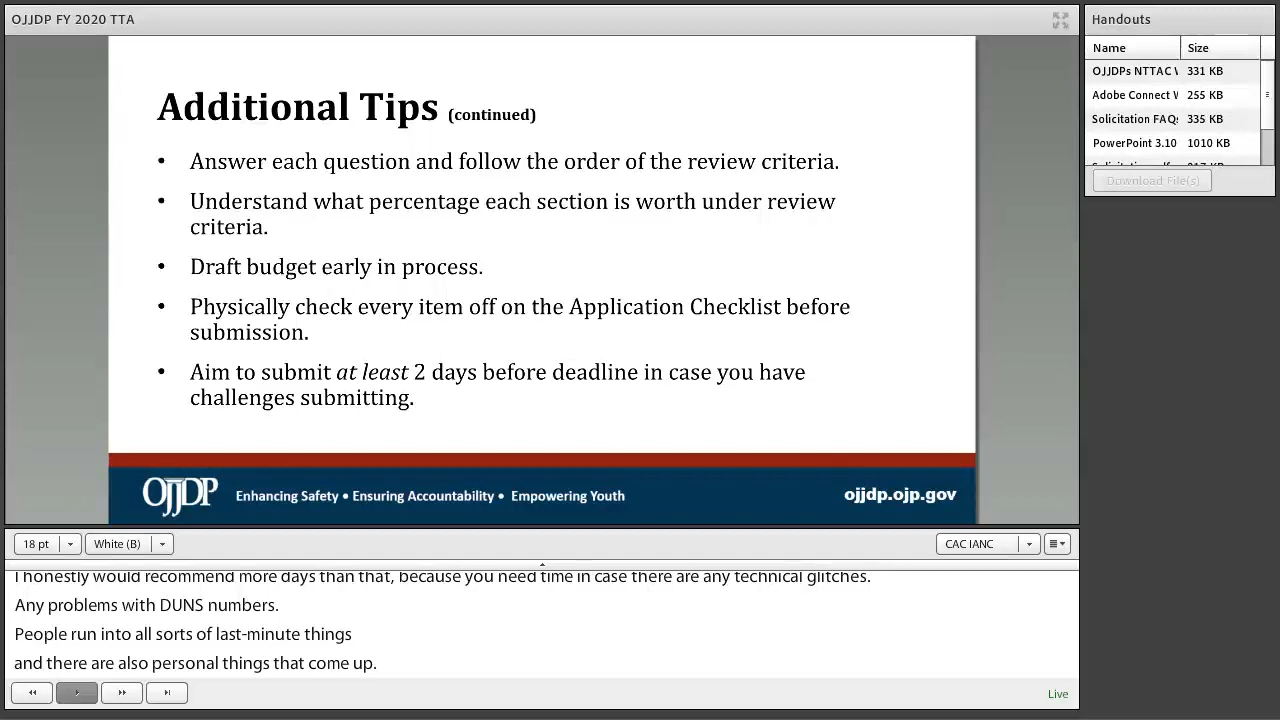 OJJDP FY 2020 TTA
Additional Tips (continued)
• Answer each question and follow the order of the review criteria.
• Understand what percentage each section is worth under review
criteria.
• Draft budget early in process.
• Physically check every item off on the Application Checklist before
submission.
• Aim to submit at least 2 days before deadline in case you have
challenges submitting.
OJJDP Enhancing Safety • Ensuring Accountability • Empowering Youth ojjdp.ojp.gov
18 pt White (B) CAC IANC
I honestly would recommend more days than that, because you need time in case there are any technical glitches.
Any problems with DUNS numbers.
People run into all sorts of last-minute things
and there are also personal things that come up.
Live
Handouts
Name Size
OJJDPs NTTAC 331 KB
Adobe Connect 255 KB
Solicitation FAQs 335 KB
PowerPoint 3.10 1010 KB
Download File(s)